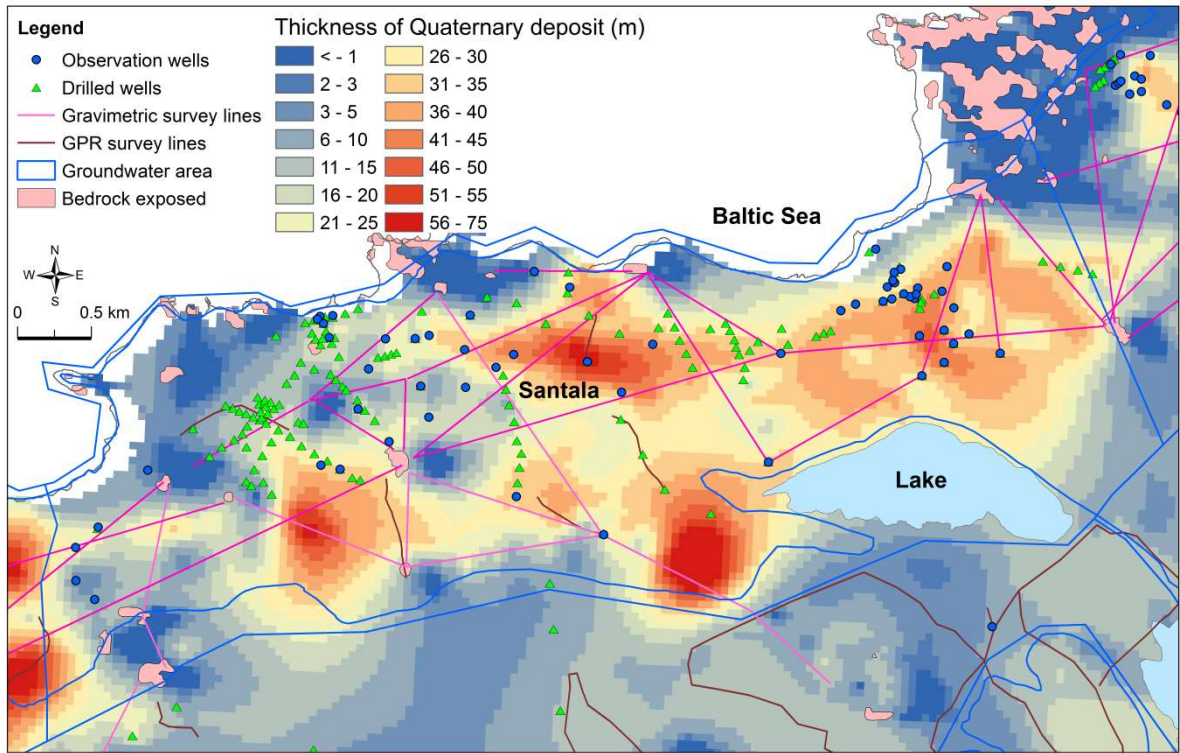 Legend
Observation wells
Drilled wells
Gravimetric survey lines
GPR survey lines
Groundwater area
Bedrock exposed
Thickness of Quaternary deposit (m)
< - 1
2 - 3
3 - 5
6 - 10
11 - 15
16 - 20
21 - 25
26 - 30
31 - 35
36 - 40
41 - 45
46 - 50
51 - 55
56 - 75
N
W E
S
0 0.5 km
Baltic Sea
Santala
Lake